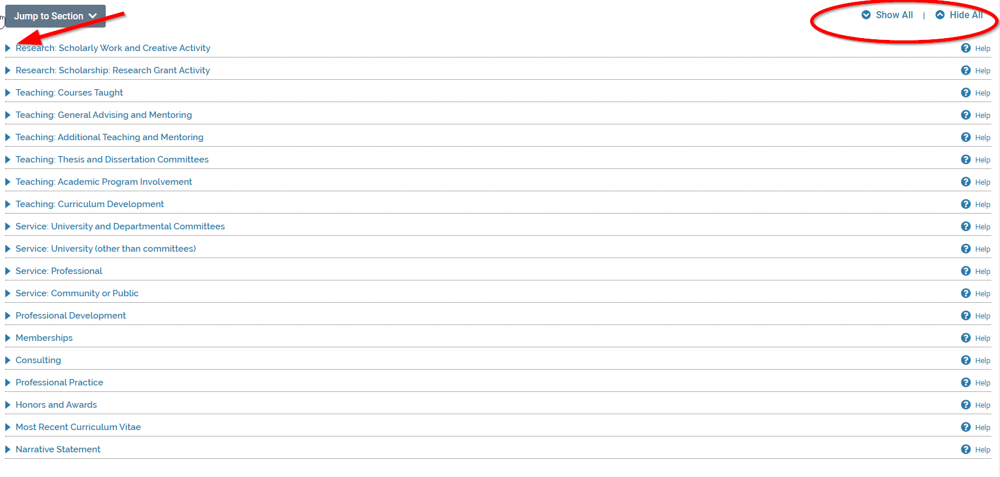 Jump to Section
Show All | Hide All
Research: Scholarly Work and Creative Activity Help
Research: Scholarship: Research Grant Activity Help
Teaching: Courses Taught Help
Teaching: General Advising and Mentoring Help
Teaching: Additional Teaching and Mentoring Help
Teaching: Thesis and Dissertation Committees Help
Teaching: Academic Program Involvement Help
Teaching: Curriculum Development Help
Service: University and Departmental Committees Help
Service: University (other than committees) Help
Service: Professional Help
Service: Community or Public Help
Professional Development Help
Memberships Help
Consulting Help
Professional Practice Help
Honors and Awards Help
Most Recent Curriculum Vitae Help
Narrative Statement Help